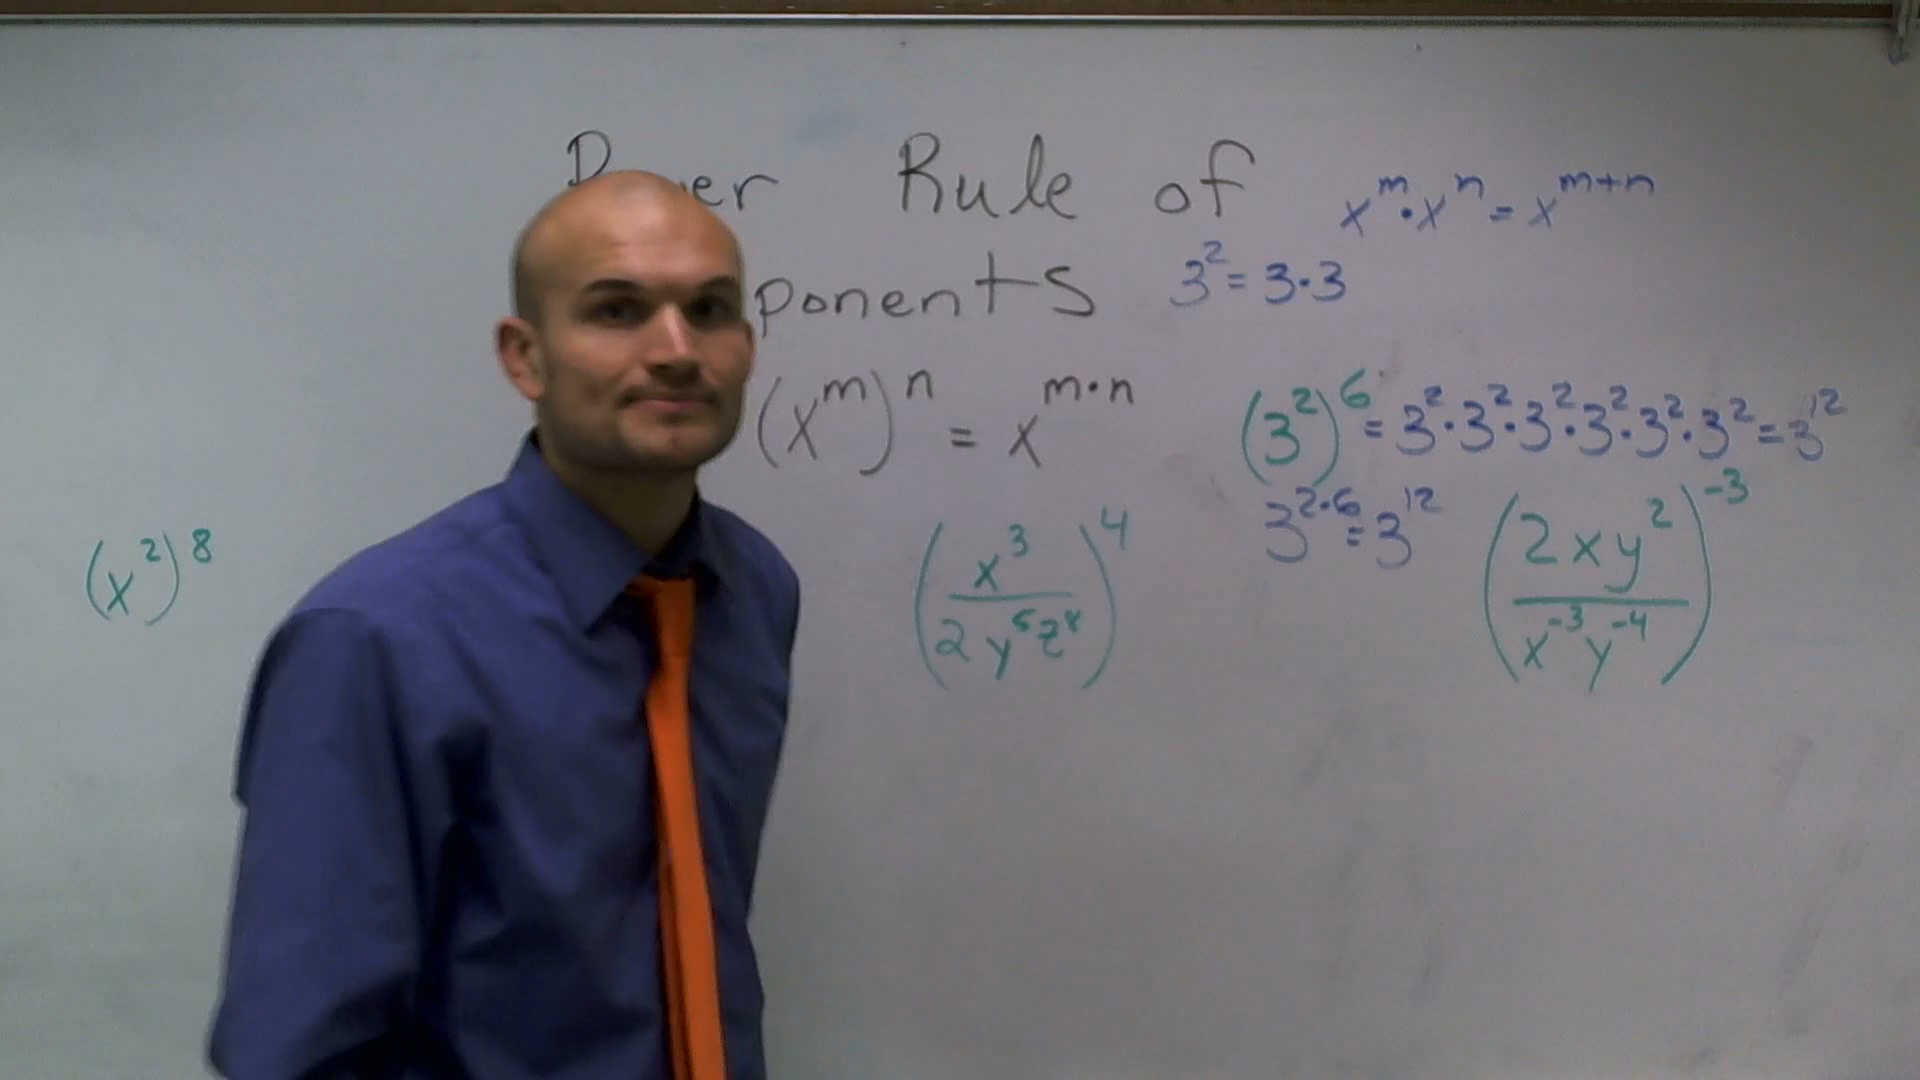 Rule of
x^m · x^n = x^{m+n}
3^2 = 3·3
(x^m)^n = x^{m·n}
(3^2)^6 = 3^2·3^2·3^2·3^2·3^2·3^2 = 3^12
3^{2·6} = 3^12
(x^2)^8
(x^3 / 2y^5z^8)^4
(2xy^2 / x^-3y^-4)^-3